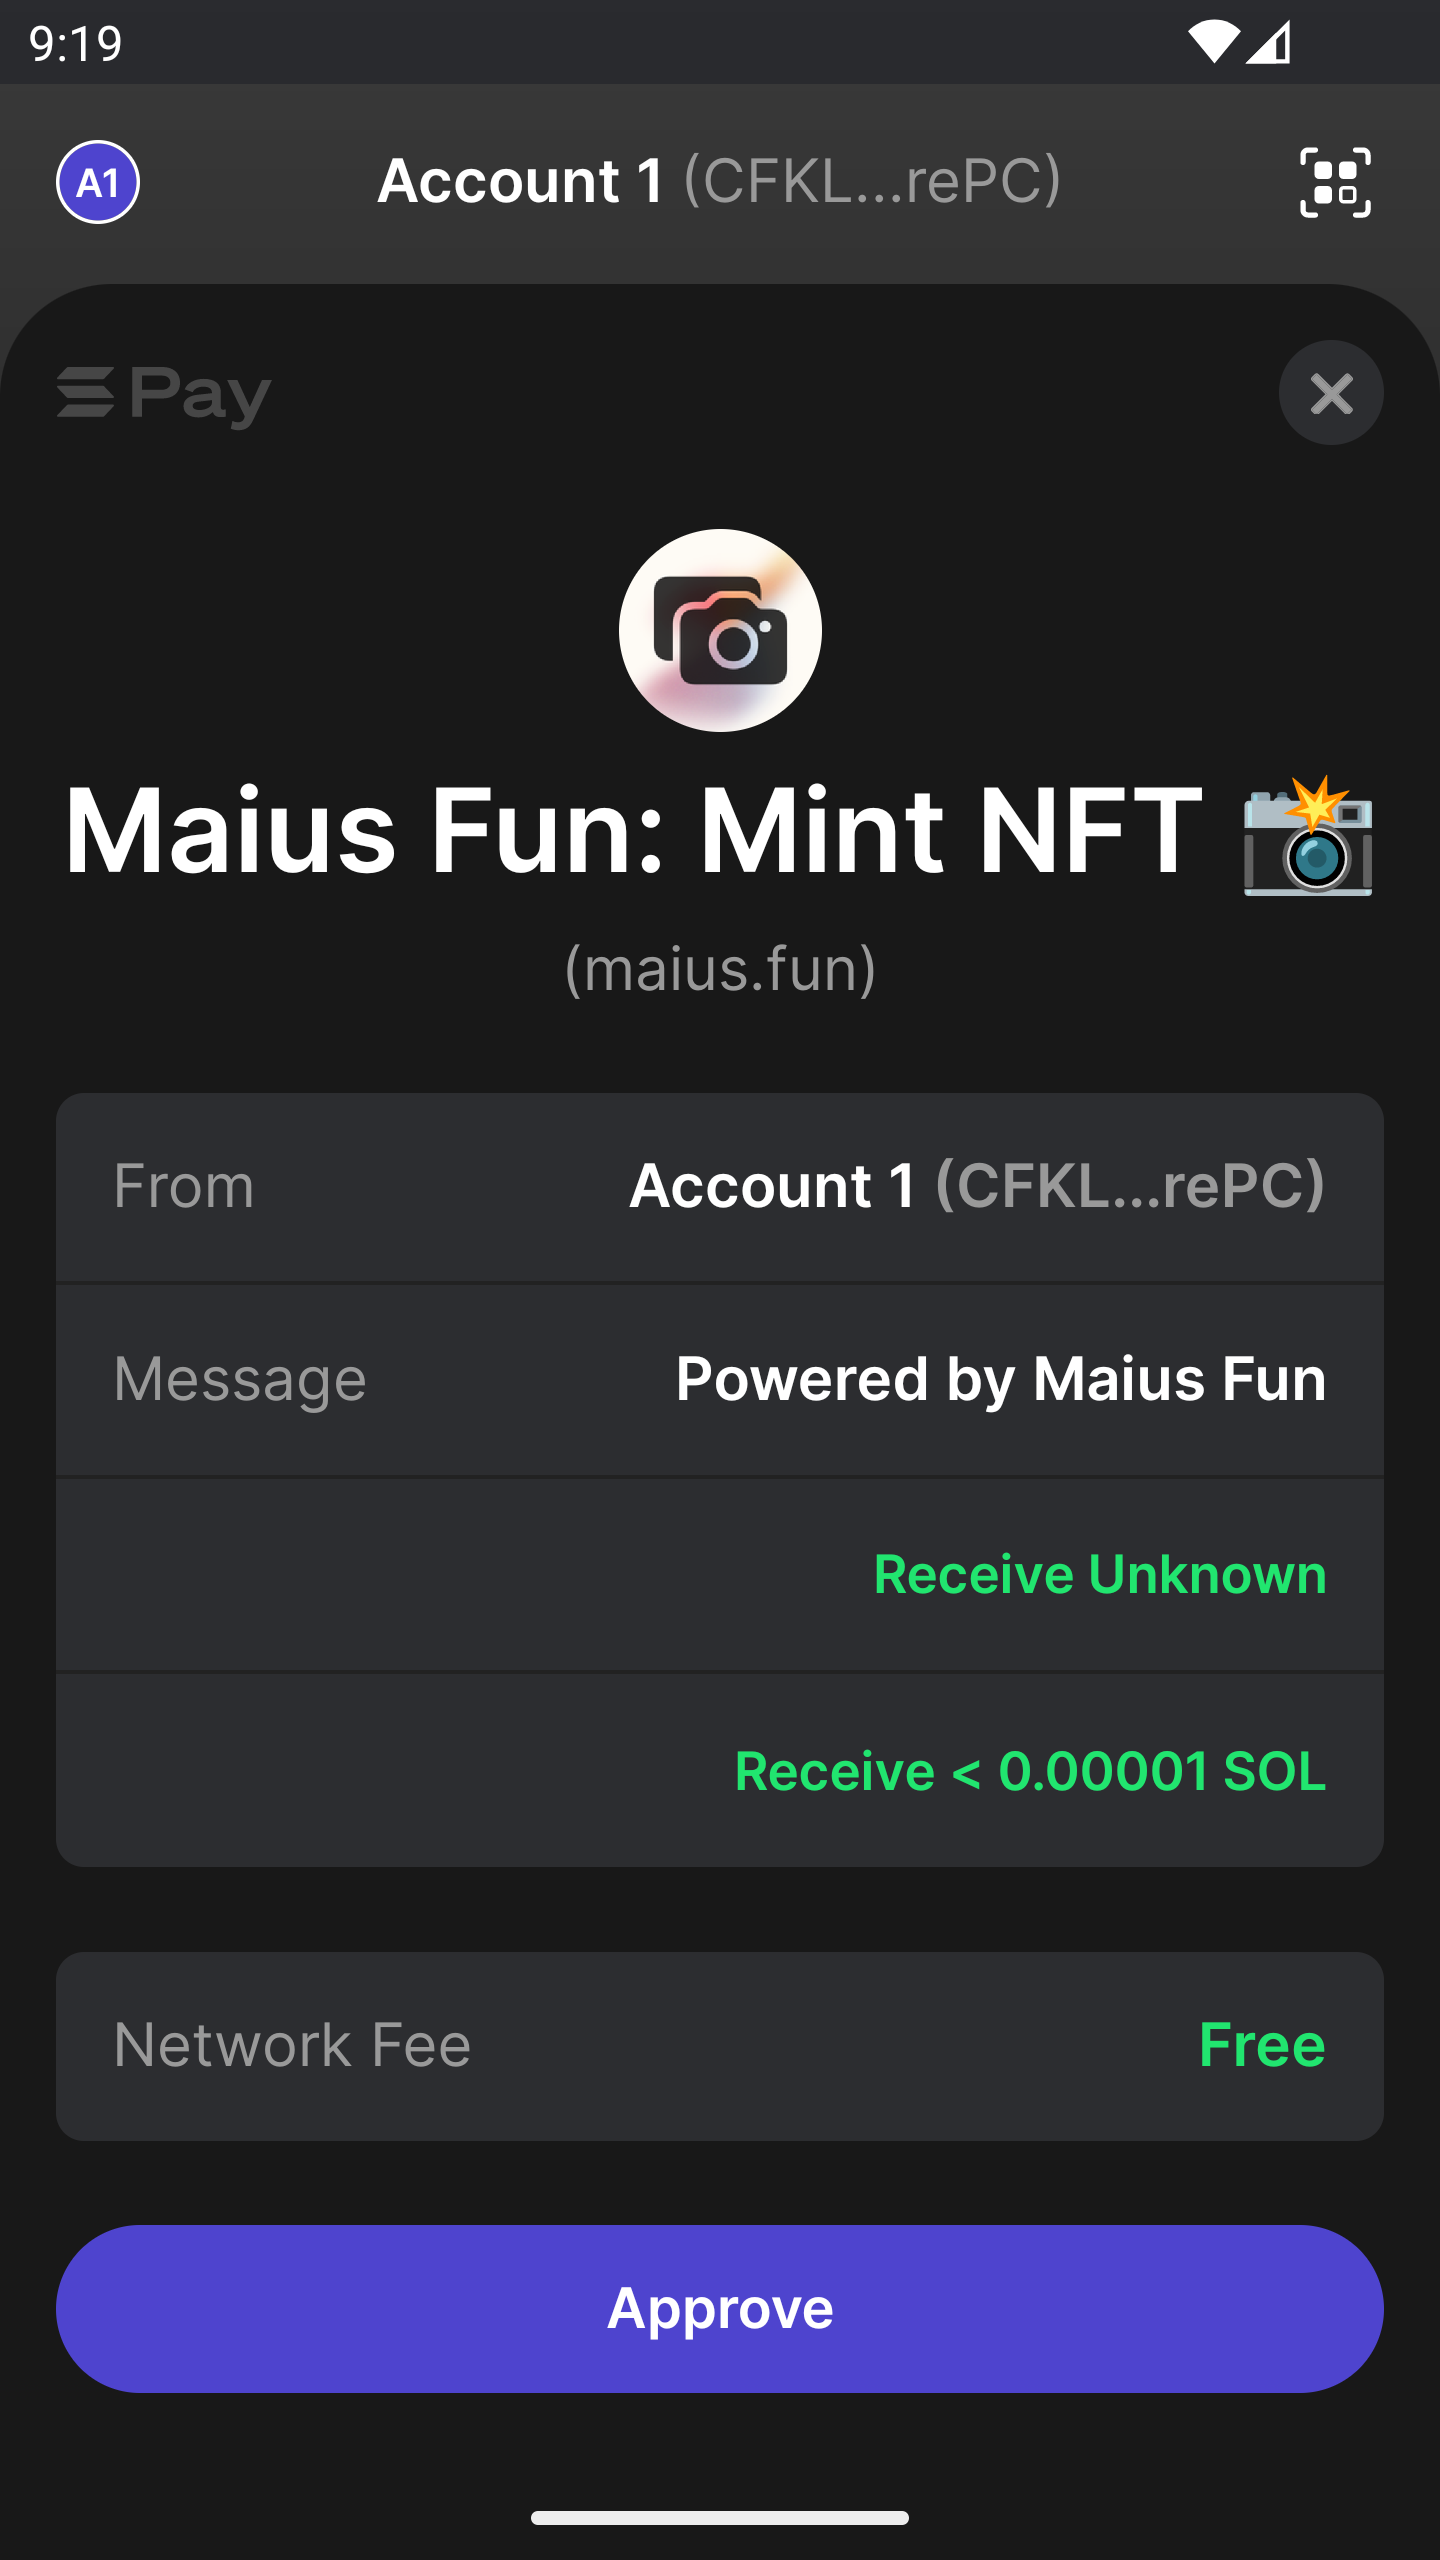 9:19
A1
Account 1 (CFKL...rePC)
Pay
Maius Fun: Mint NFT 📸
(maius.fun)
From Account 1 (CFKL...rePC)
Message Powered by Maius Fun
Receive Unknown
Receive < 0.00001 SOL
Network Fee Free
Approve